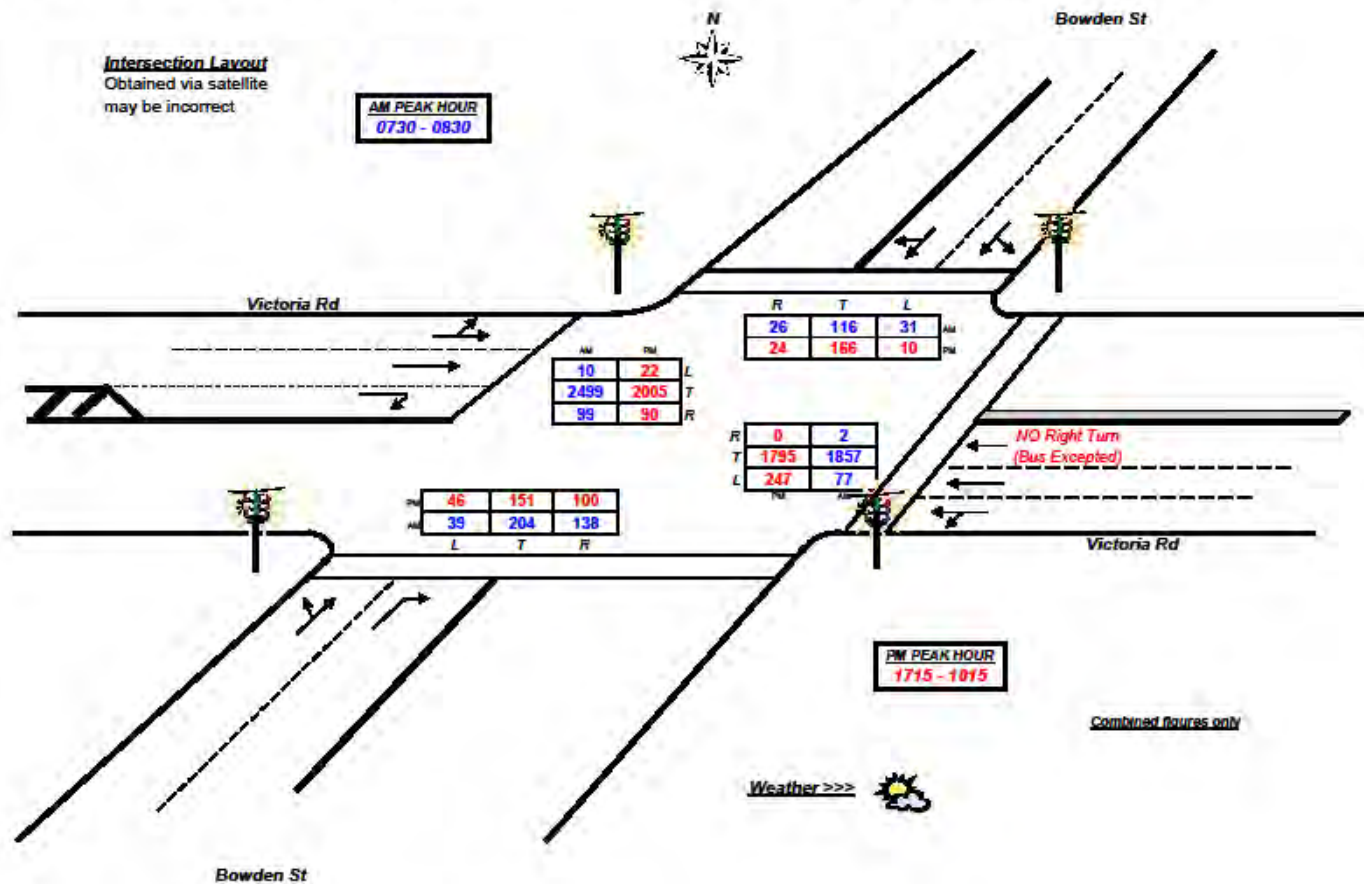 N
Bowden St
Intersection Layout
Obtained via satellite
may be incorrect
AM PEAK HOUR
0730 - 0830
Victoria Rd
R T L
26 116 31 AM
24 166 10 PM
AM PM
10 22 L
2499 2005 T
99 90 R
R 0 2
T 1795 1857
L 247 77
PM
NO Right Turn
(Bus Excepted)
PM 46 151 100
AM 39 204 138
L T R
Victoria Rd
PM PEAK HOUR
1715 - 1015
Combined figures only
Weather >>>
Bowden St